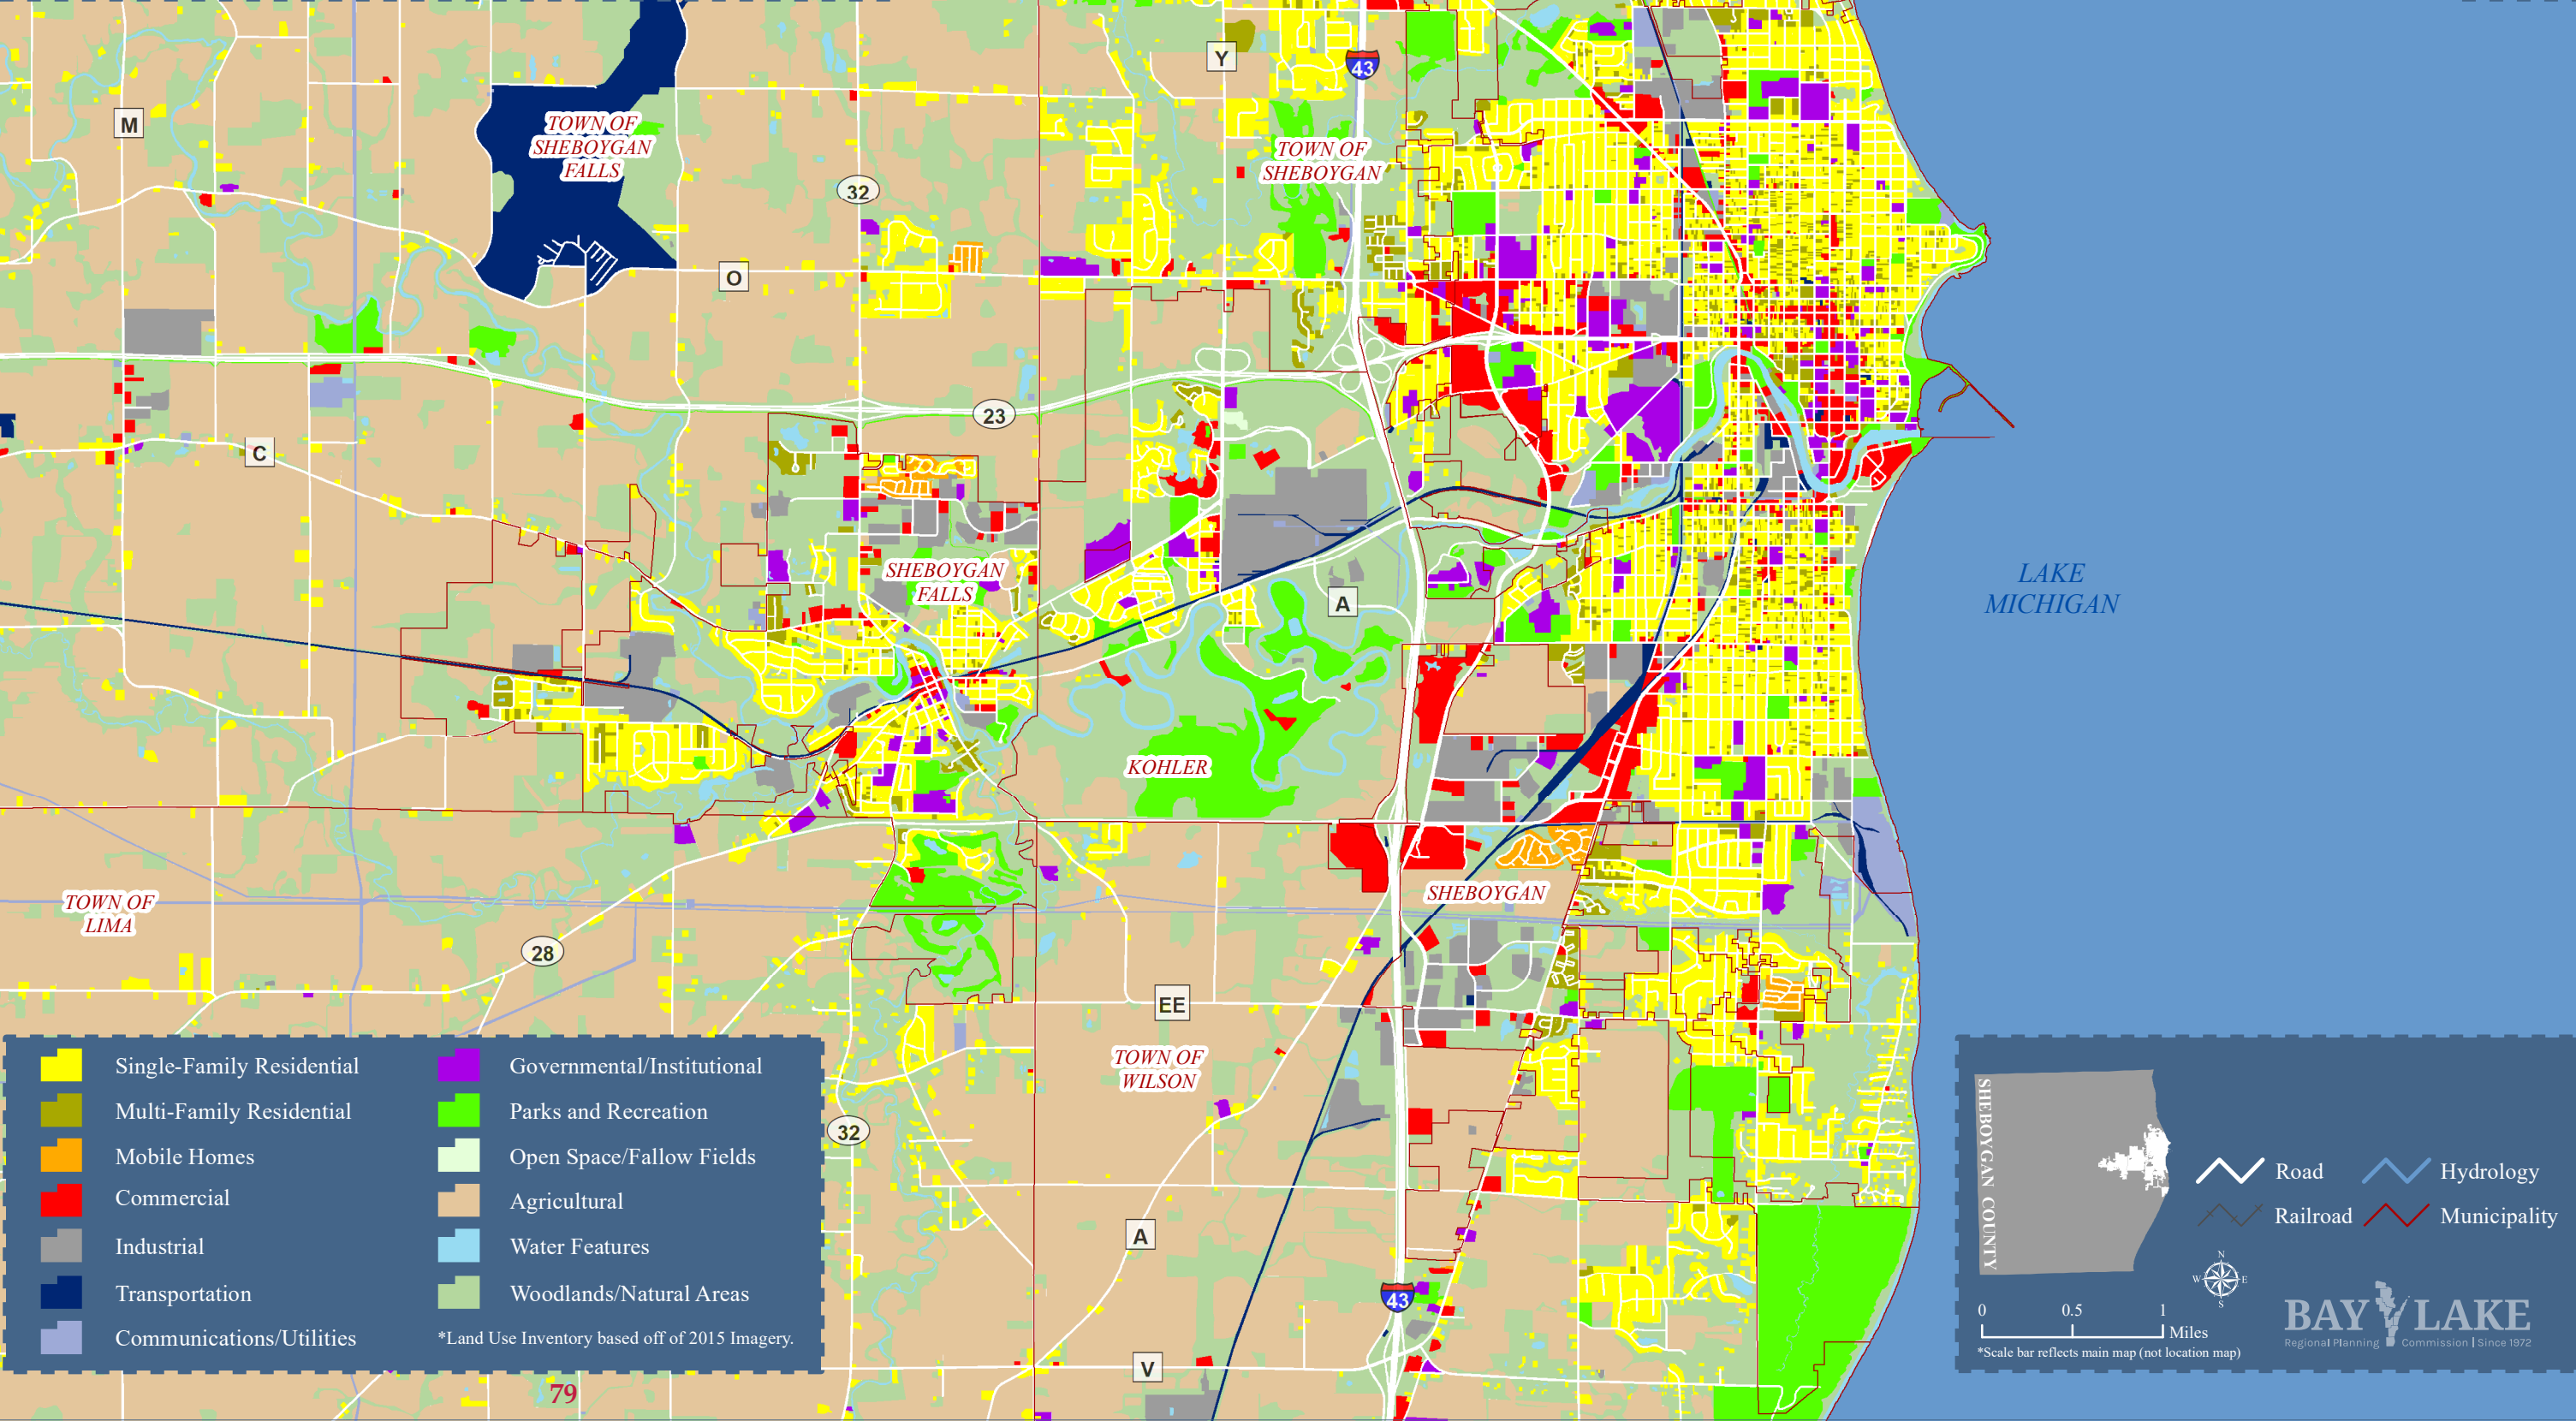 Y
43
M
TOWN OF
SHEBOYGAN
FALLS
TOWN OF
SHEBOYGAN
32
O
23
C
SHEBOYGAN
FALLS
A
LAKE
MICHIGAN
KOHLER
TOWN OF
LIMA
SHEBOYGAN
28
EE
TOWN OF
WILSON
32
A
43
V
Single-Family Residential
Multi-Family Residential
Mobile Homes
Commercial
Industrial
Transportation
Communications/Utilities
Governmental/Institutional
Parks and Recreation
Open Space/Fallow Fields
Agricultural
Water Features
Woodlands/Natural Areas
*Land Use Inventory based off of 2015 Imagery.
79
SHEBOYGAN COUNTY
Road
Hydrology
Railroad
Municipality
N
W E
S
0 0.5 1
Miles
*Scale bar reflects main map (not location map)
BAY LAKE
Regional Planning Commission | Since 1972